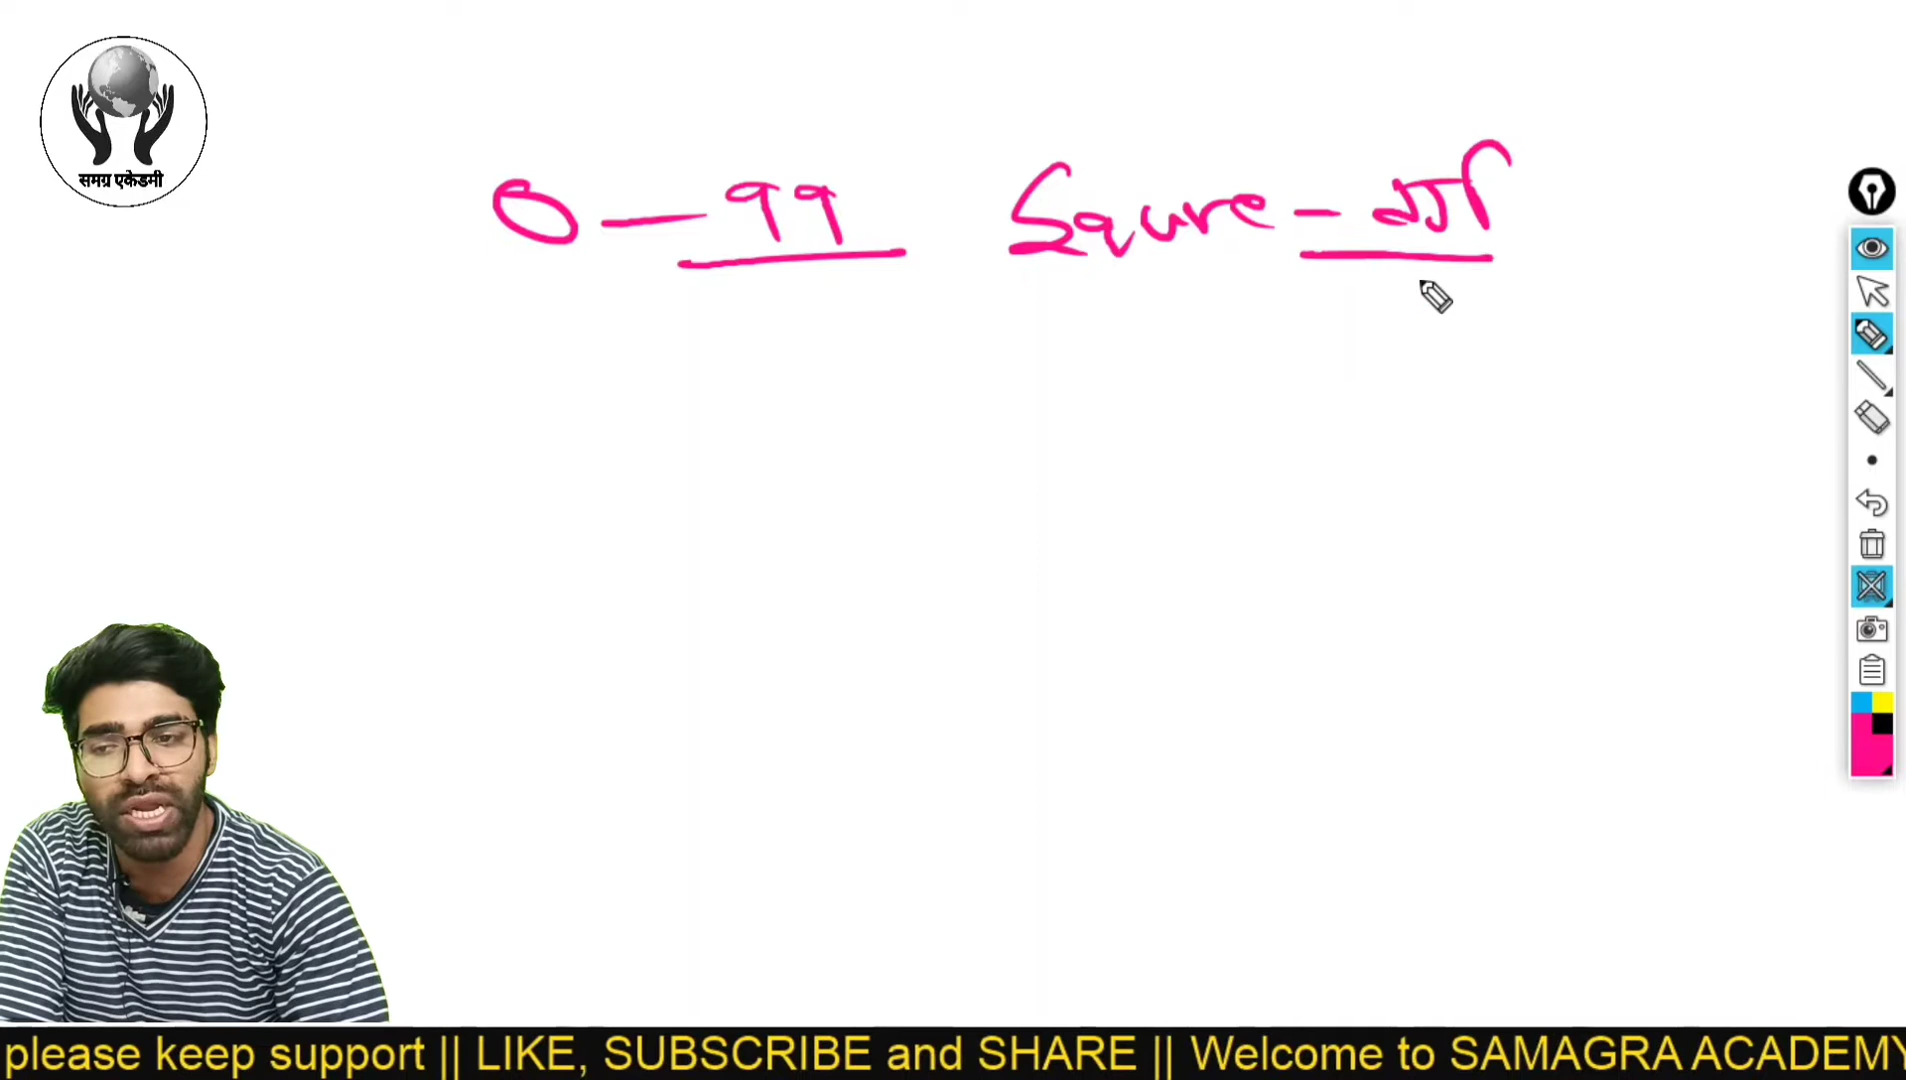 समग्र एकेडमी
0 — 99 Squre - वर्ग
please keep support || LIKE, SUBSCRIBE and SHARE || Welcome to SAMAGRA ACADEMY